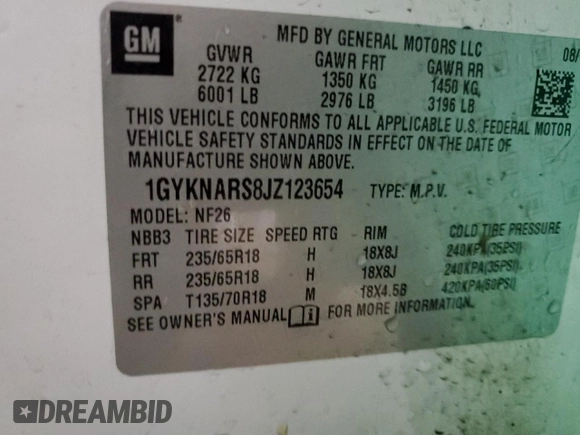 GM
MFD BY GENERAL MOTORS LLC
08/
GVWR GAWR FRT GAWR RR
2722 KG 1350 KG 1450 KG
6001 LB 2976 LB 3196 LB
THIS VEHICLE CONFORMS TO ALL APPLICABLE U.S. FEDERAL MOTOR
VEHICLE SAFETY STANDARDS IN EFFECT ON THE DATE OF
MANUFACTURE SHOWN ABOVE.
1GYKNARS8JZ123654 TYPE: M.P.V.
MODEL: NF26
NBB3 TIRE SIZE SPEED RTG RIM COLD TIRE PRESSURE
FRT 235/65R18 H 18X8J 240KPA(35PSI)
RR 235/65R18 H 18X8J 240KPA(35PSI)
SPA T135/70R18 M 18X4.5B 420KPA(60PSI)
SEE OWNER'S MANUAL FOR MORE INFORMATION.
DREAMBID